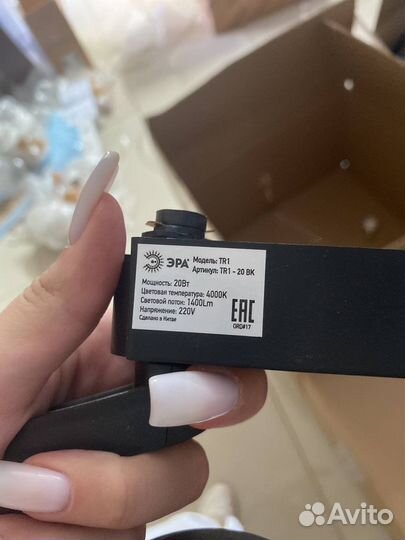 ЭРА
Модель: TR1
Артикул: TR1 - 20 BK
Мощность: 20Вт
Цветовая температура: 4000K
Световой поток: 1400Lm
Напряжение: 220V
Сделано в Китае
EAC
ORD#17
Avito